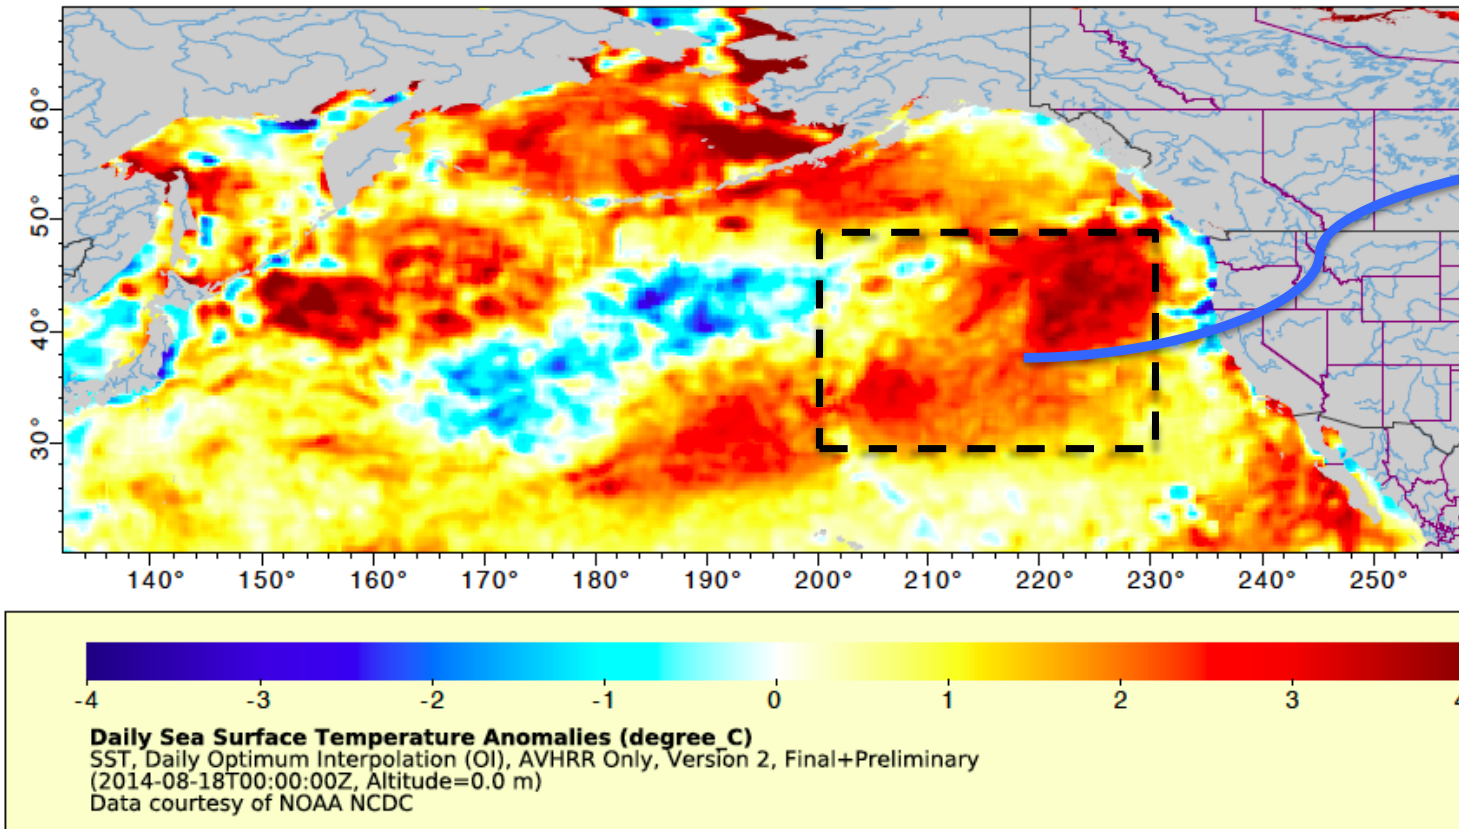 60°
50°
40°
30°
140° 150° 160° 170° 180° 190° 200° 210° 220° 230° 240° 250°
-4 -3 -2 -1 0 1 2 3 4
Daily Sea Surface Temperature Anomalies (degree_C)
SST, Daily Optimum Interpolation (OI), AVHRR Only, Version 2, Final+Preliminary
(2014-08-18T00:00:00Z, Altitude=0.0 m)
Data courtesy of NOAA NCDC